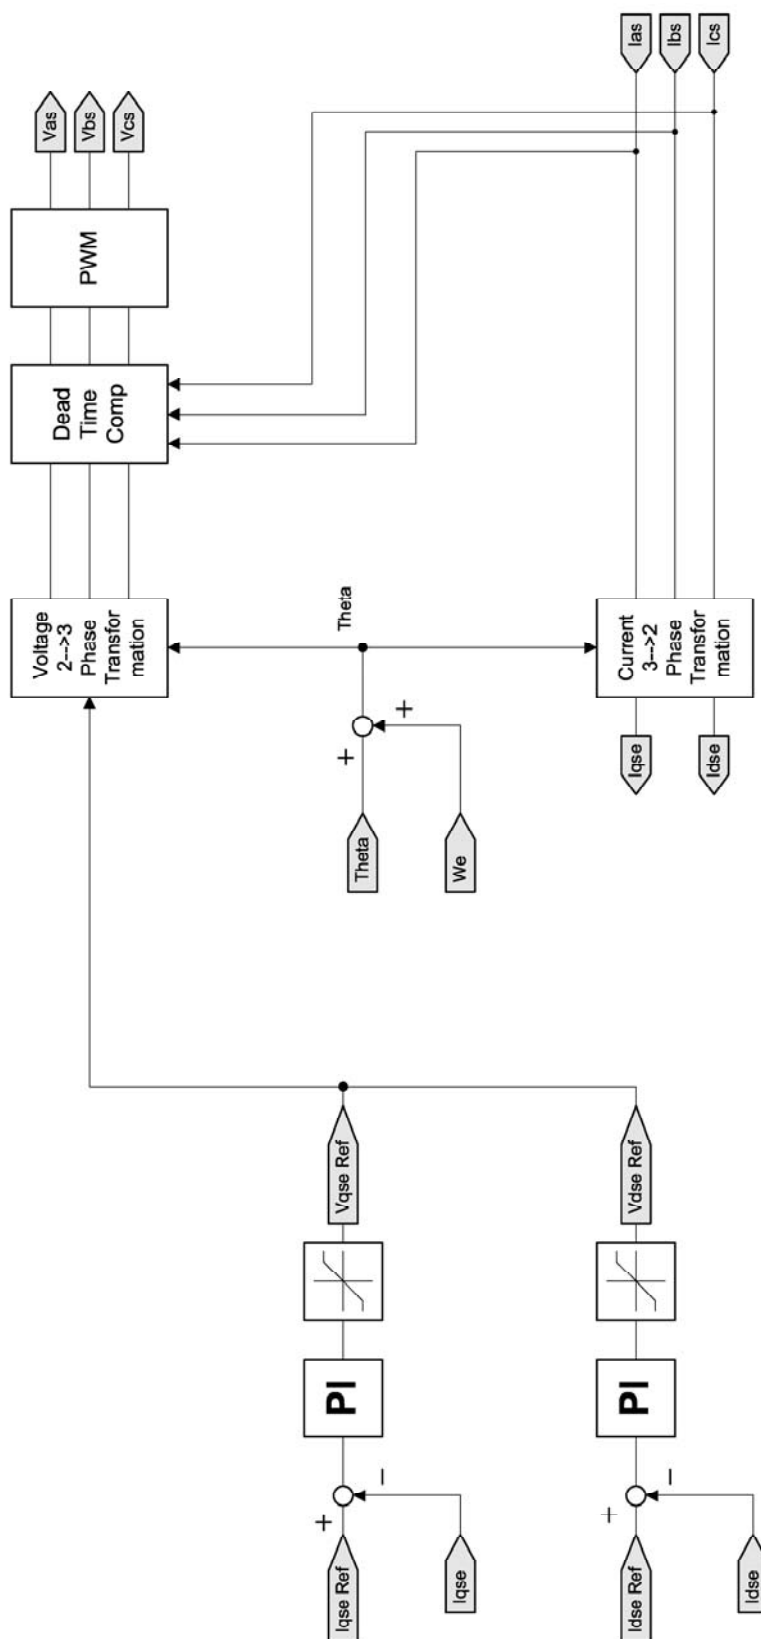 Iqse Ref
+
Iqse
−
PI
Vqse Ref
Idse Ref
+
Idse
−
PI
Vdse Ref
Theta
+
We
+
Theta
Voltage
2-->3
Phase
Transfor
mation
Dead
Time
Comp
PWM
Vas
Vbs
Vcs
Iqse
Idse
Current
3-->2
Phase
Transfor
mation
Ias
Ibs
Ics